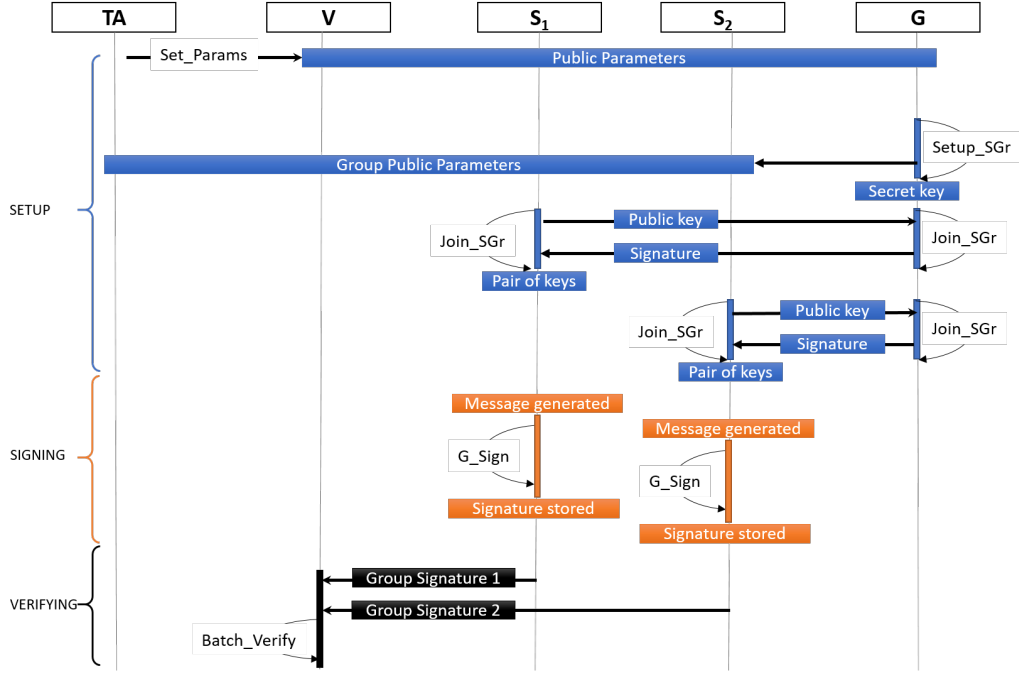 TA
V
S₁
S₂
G
Set_Params
Public Parameters
Setup_SGr
Group Public Parameters
Secret key
SETUP
Public key
Join_SGr
Join_SGr
Signature
Pair of keys
Public key
Join_SGr
Join_SGr
Signature
Pair of keys
Message generated
Message generated
SIGNING
G_Sign
G_Sign
Signature stored
Signature stored
Group Signature 1
VERIFYING
Group Signature 2
Batch_Verify